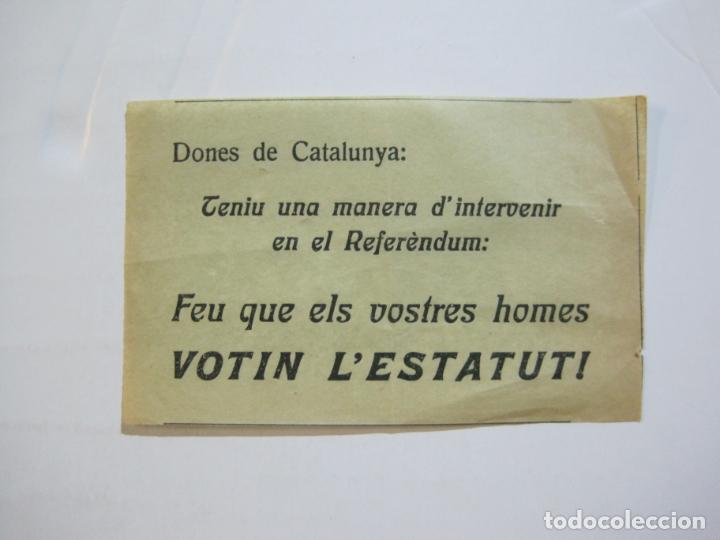 Dones de Catalunya:
Teniu una manera d'intervenir
en el Referèndum:
Feu que els vostres homes
VOTIN L'ESTATUT!
todocoleccion